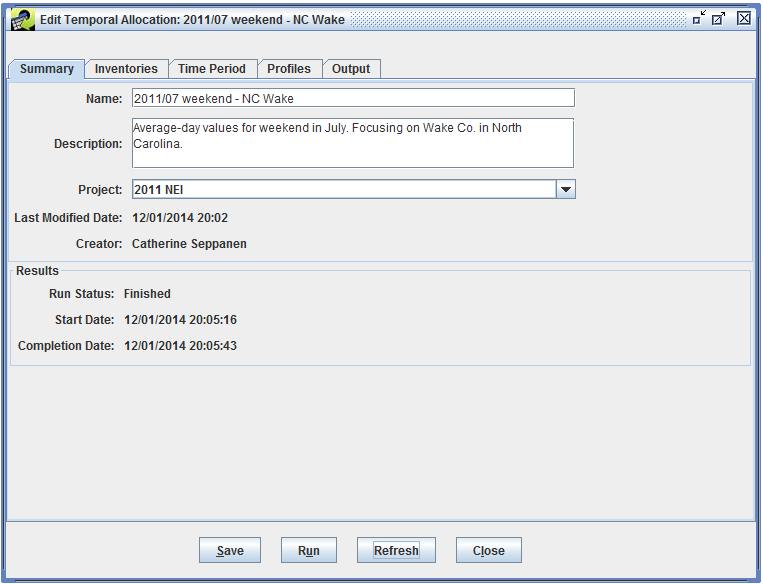 Edit Temporal Allocation: 2011/07 weekend - NC Wake
Summary Inventories Time Period Profiles Output
Name: 2011/07 weekend - NC Wake
Description: Average-day values for weekend in July. Focusing on Wake Co. in North
Carolina.
Project: 2011 NEI
Last Modified Date: 12/01/2014 20:02
Creator: Catherine Seppanen
Results
Run Status: Finished
Start Date: 12/01/2014 20:05:16
Completion Date: 12/01/2014 20:05:43
Save Run Refresh Close